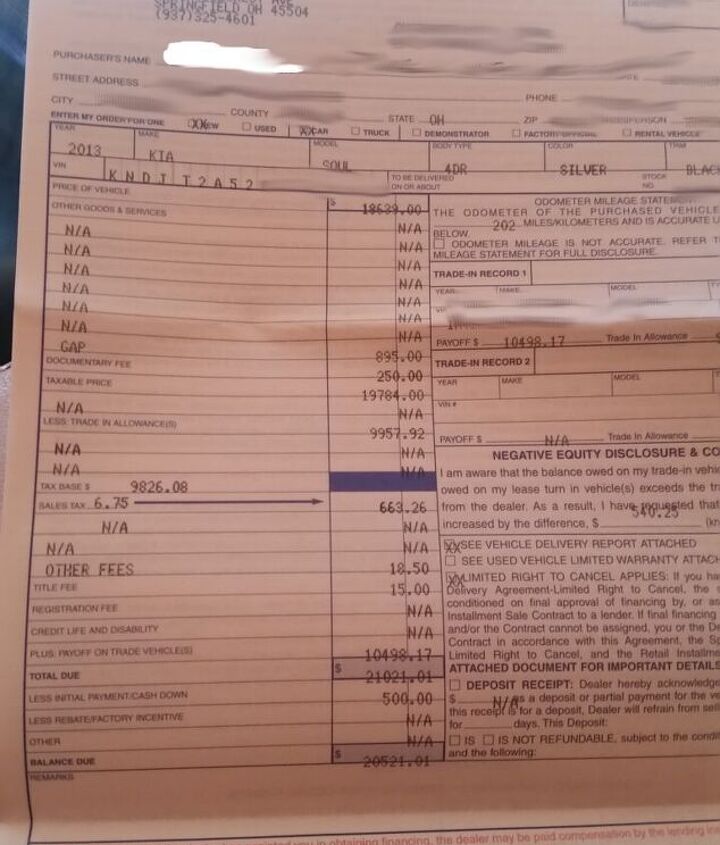 SPRINGFIELD OH 45504
(937)325-4601
PURCHASER'S NAME
STREET ADDRESS
CITY COUNTY STATE OH ZIP PHONE
ENTER MY ORDER FOR ONE XX NEW USED XX CAR TRUCK DEMONSTRATOR FACTORY OFFICIAL RENTAL VEHICLE
YEAR MAKE MODEL BODY TYPE COLOR TRIM
2013 KIA SOUL 4DR SILVER BLAC
VIN KNDJT2A52 TO BE DELIVERED ON OR ABOUT STOCK NO.
PRICE OF VEHICLE $ 18639.00
OTHER GOODS & SERVICES
N/A N/A
N/A N/A
N/A N/A
N/A N/A
N/A N/A
N/A N/A
GAP 895.00
DOCUMENTARY FEE 250.00
TAXABLE PRICE 19784.00
N/A N/A
LESS: TRADE IN ALLOWANCE(S) 9957.92
N/A N/A
N/A N/A
TAX BASE $ 9826.08
SALES TAX 6.75 663.26
N/A N/A
N/A N/A
OTHER FEES 18.50
TITLE FEE 15.00
REGISTRATION FEE N/A
CREDIT LIFE AND DISABILITY N/A
PLUS: PAYOFF ON TRADE VEHICLE(S) 10498.17
TOTAL DUE $ 21021.01
LESS INITIAL PAYMENT/CASH DOWN 500.00
LESS REBATE/FACTORY INCENTIVE N/A
OTHER N/A
BALANCE DUE $ 20521.01
REMARKS
ODOMETER MILEAGE STATEM
THE ODOMETER OF THE PURCHASED VEHICLE
202 MILES/KILOMETERS AND IS ACCURATE U
BELOW.
ODOMETER MILEAGE IS NOT ACCURATE. REFER T
MILEAGE STATEMENT FOR FULL DISCLOSURE.
TRADE-IN RECORD 1
YEAR MAKE MODEL
PAYOFF $ 10498.17 Trade In Allowance
TRADE-IN RECORD 2
YEAR MAKE MODEL
VIN #
PAYOFF $ N/A Trade In Allowance
NEGATIVE EQUITY DISCLOSURE & CO
I am aware that the balance owed on my trade-in vehic
owed on my lease turn in vehicle(s) exceeds the tra
from the dealer. As a result, I have requested that
increased by the difference, $ 540.25 (kn
XX SEE VEHICLE DELIVERY REPORT ATTACHED
SEE USED VEHICLE LIMITED WARRANTY ATTACH
XX LIMITED RIGHT TO CANCEL APPLIES: If you ha
Delivery Agreement-Limited Right to Cancel, the
conditioned on final approval of financing by, or as
Installment Sale Contract to a lender. If final financing
and/or the Contract cannot be assigned, you or the De
Contract in accordance with this Agreement, the S
Limited Right to Cancel, and the Retail Installme
ATTACHED DOCUMENT FOR IMPORTANT DETAILS
DEPOSIT RECEIPT: Dealer hereby acknowledge
$ N/A as a deposit or partial payment for the ve
this receipt is for a deposit, Dealer will refrain from sell
for days. This Deposit:
IS IS NOT REFUNDABLE, subject to the condit
and the following:
you in obtaining financing, the dealer may be paid compensation by the lending in